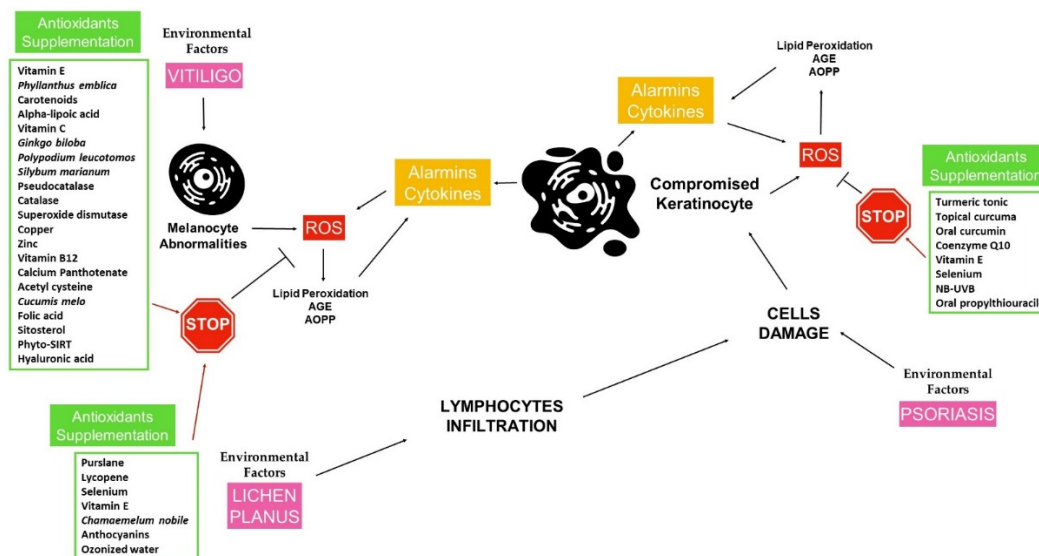 Antioxidants
Supplementation
Vitamin E
Phyllanthus emblica
Carotenoids
Alpha-lipoic acid
Vitamin C
Ginkgo biloba
Polypodium leucotomos
Silybum marianum
Pseudocatalase
Catalase
Superoxide dismutase
Copper
Zinc
Vitamin B12
Calcium Panthotenate
Acetyl cysteine
Cucumis melo
Folic acid
Sitosterol
Phyto-SIRT
Hyaluronic acid
Environmental
Factors
VITILIGO
Melanocyte
Abnormalities
ROS
Lipid Peroxidation
AGE
AOPP
Alarmins
Cytokines
STOP
Antioxidants
Supplementation
Purslane
Lycopene
Selenium
Vitamin E
Chamaemelum nobile
Anthocyanins
Ozonized water
Environmental
Factors
LICHEN
PLANUS
LYMPHOCYTES
INFILTRATION
CELLS
DAMAGE
Environmental
Factors
PSORIASIS
Compromised
Keratinocyte
Alarmins
Cytokines
Lipid Peroxidation
AGE
AOPP
ROS
STOP
Antioxidants
Supplementation
Turmeric tonic
Topical curcuma
Oral curcumin
Coenzyme Q10
Vitamin E
Selenium
NB-UVB
Oral propylthiouracil